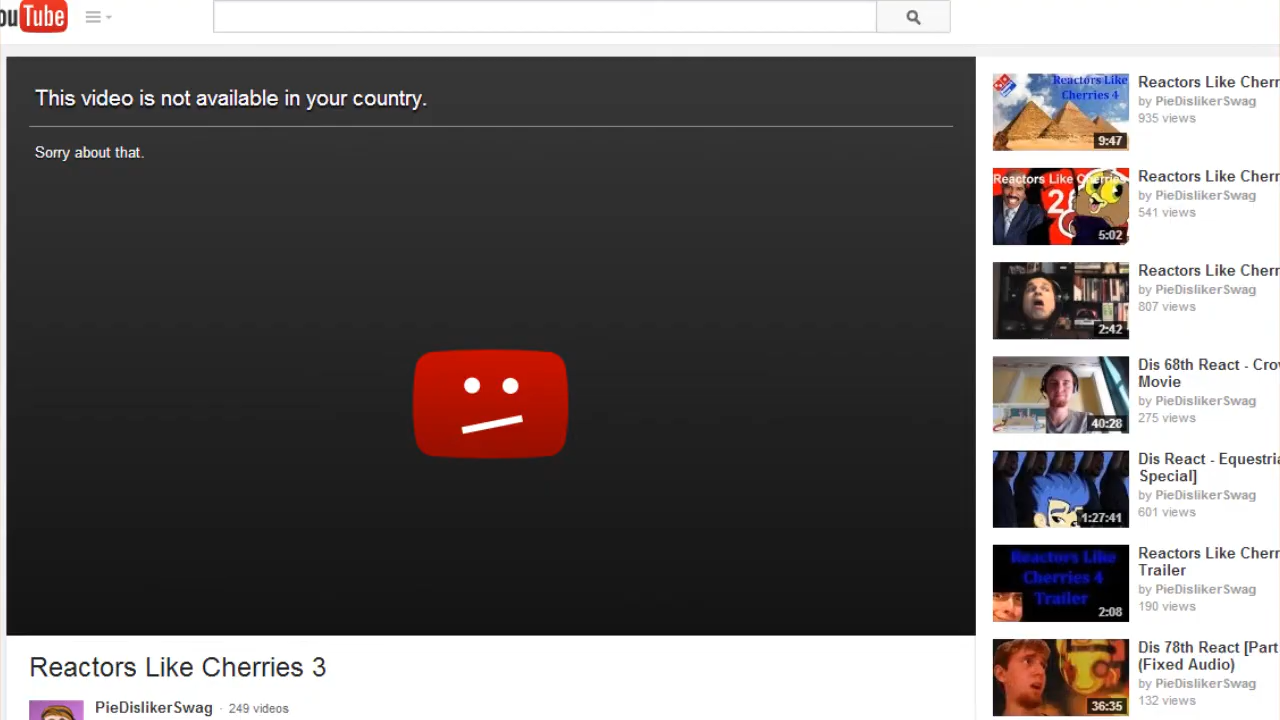 ouTube
This video is not available in your country.
Sorry about that.
Reactors Like Cherries 3
PieDislikerSwag · 249 videos
Reactors Like
Cherries 4
9:47
Reactors Like Cherr
by PieDislikerSwag
935 views
Reactors Like Cherries
2
5:02
Reactors Like Cherr
by PieDislikerSwag
541 views
2:42
Reactors Like Cherr
by PieDislikerSwag
807 views
40:28
Dis 68th React - Cro
Movie
by PieDislikerSwag
275 views
1:27:41
Dis React - Equestria
Special]
by PieDislikerSwag
601 views
Reactors Like
Cherries 4
Trailer
2:08
Reactors Like Cherr
Trailer
by PieDislikerSwag
190 views
36:35
Dis 78th React [Part
(Fixed Audio)
by PieDislikerSwag
132 views